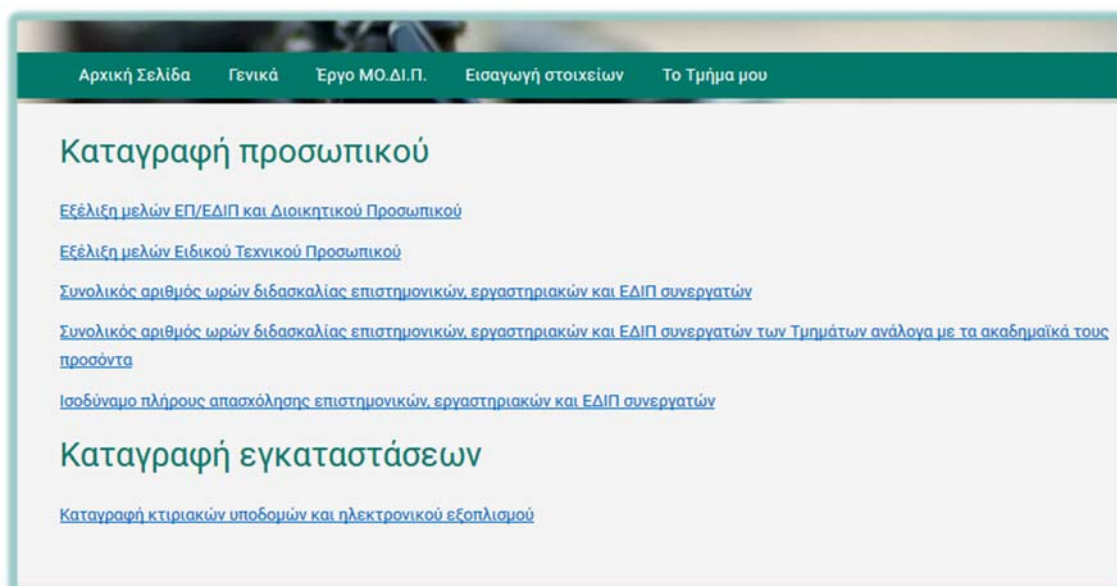 Αρχική Σελίδα Γενικά Έργο ΜΟ.ΔΙ.Π. Εισαγωγή στοιχείων Το Τμήμα μου
Καταγραφή προσωπικού
Εξέλιξη μελών ΕΠ/ΕΔΙΠ και Διοικητικού Προσωπικού
Εξέλιξη μελών Ειδικού Τεχνικού Προσωπικού
Συνολικός αριθμός ωρών διδασκαλίας επιστημονικών, εργαστηριακών και ΕΔΙΠ συνεργατών
Συνολικός αριθμός ωρών διδασκαλίας επιστημονικών, εργαστηριακών και ΕΔΙΠ συνεργατών των Τμημάτων ανάλογα με τα ακαδημαϊκά τους
προσόντα
Ισοδύναμο πλήρους απασχόλησης επιστημονικών, εργαστηριακών και ΕΔΙΠ συνεργατών
Καταγραφή εγκαταστάσεων
Καταγραφή κτιριακών υποδομών και ηλεκτρονικού εξοπλισμού